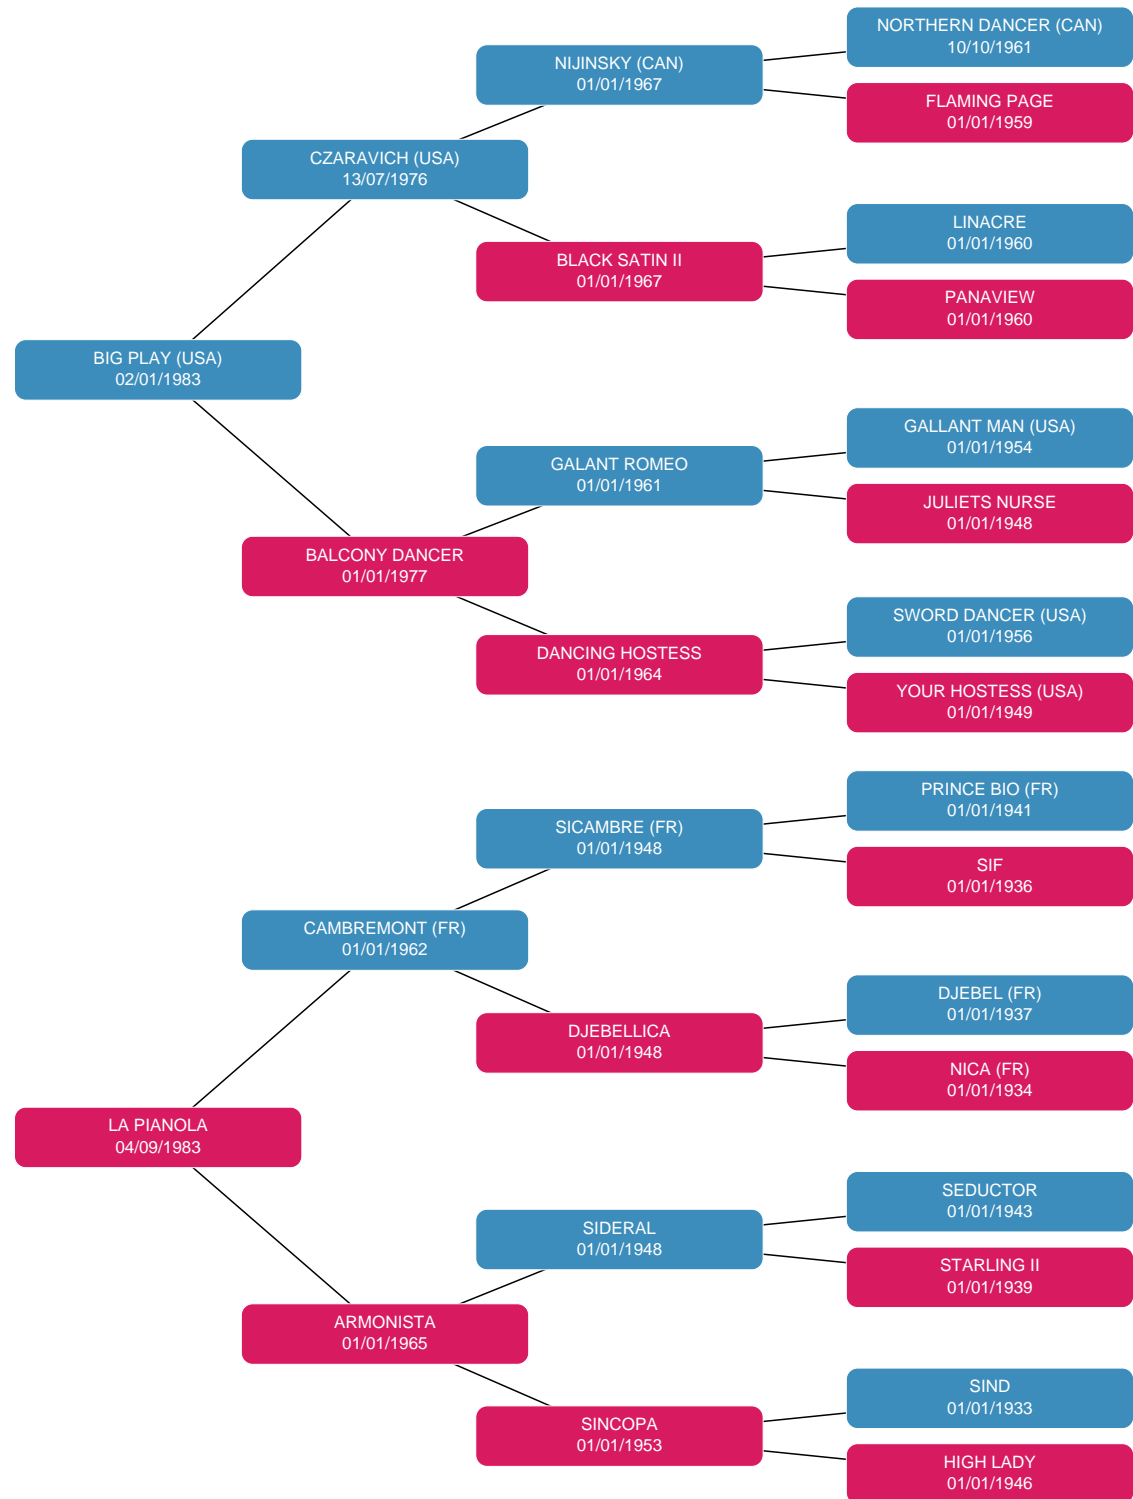 NORTHERN DANCER (CAN)
10/10/1961
NIJINSKY (CAN)
01/01/1967
FLAMING PAGE
01/01/1959
CZARAVICH (USA)
13/07/1976
LINACRE
01/01/1960
BLACK SATIN II
01/01/1967
PANAVIEW
01/01/1960
BIG PLAY (USA)
02/01/1983
GALLANT MAN (USA)
01/01/1954
GALANT ROMEO
01/01/1961
JULIETS NURSE
01/01/1948
BALCONY DANCER
01/01/1977
SWORD DANCER (USA)
01/01/1956
DANCING HOSTESS
01/01/1964
YOUR HOSTESS (USA)
01/01/1949
PRINCE BIO (FR)
01/01/1941
SICAMBRE (FR)
01/01/1948
SIF
01/01/1936
CAMBREMONT (FR)
01/01/1962
DJEBEL (FR)
01/01/1937
DJEBELLICA
01/01/1948
NICA (FR)
01/01/1934
LA PIANOLA
04/09/1983
SEDUCTOR
01/01/1943
SIDERAL
01/01/1948
STARLING II
01/01/1939
ARMONISTA
01/01/1965
SIND
01/01/1933
SINCOPA
01/01/1953
HIGH LADY
01/01/1946